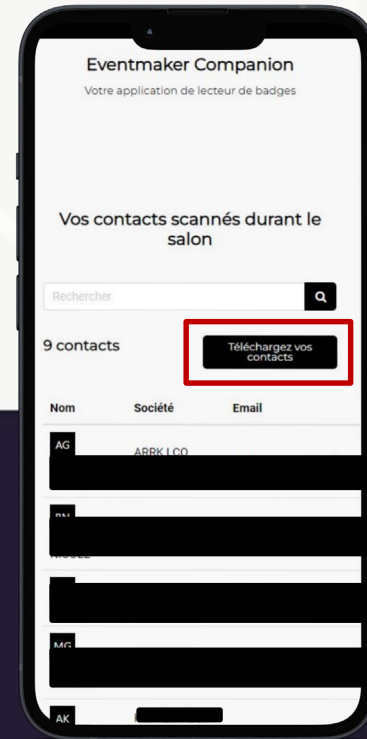 Eventmaker Companion
Votre application de lecteur de badges
Vos contacts scannés durant le
salon
Rechercher
9 contacts
Téléchargez vos
contacts
Nom Société Email
AG
ARRK LCO
BN
MG
AK